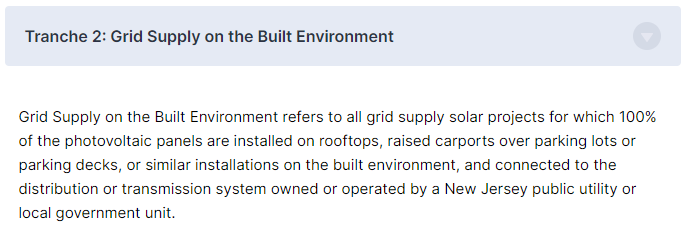 Tranche 2: Grid Supply on the Built Environment
Grid Supply on the Built Environment refers to all grid supply solar projects for which 100%
of the photovoltaic panels are installed on rooftops, raised carports over parking lots or
parking decks, or similar installations on the built environment, and connected to the
distribution or transmission system owned or operated by a New Jersey public utility or
local government unit.